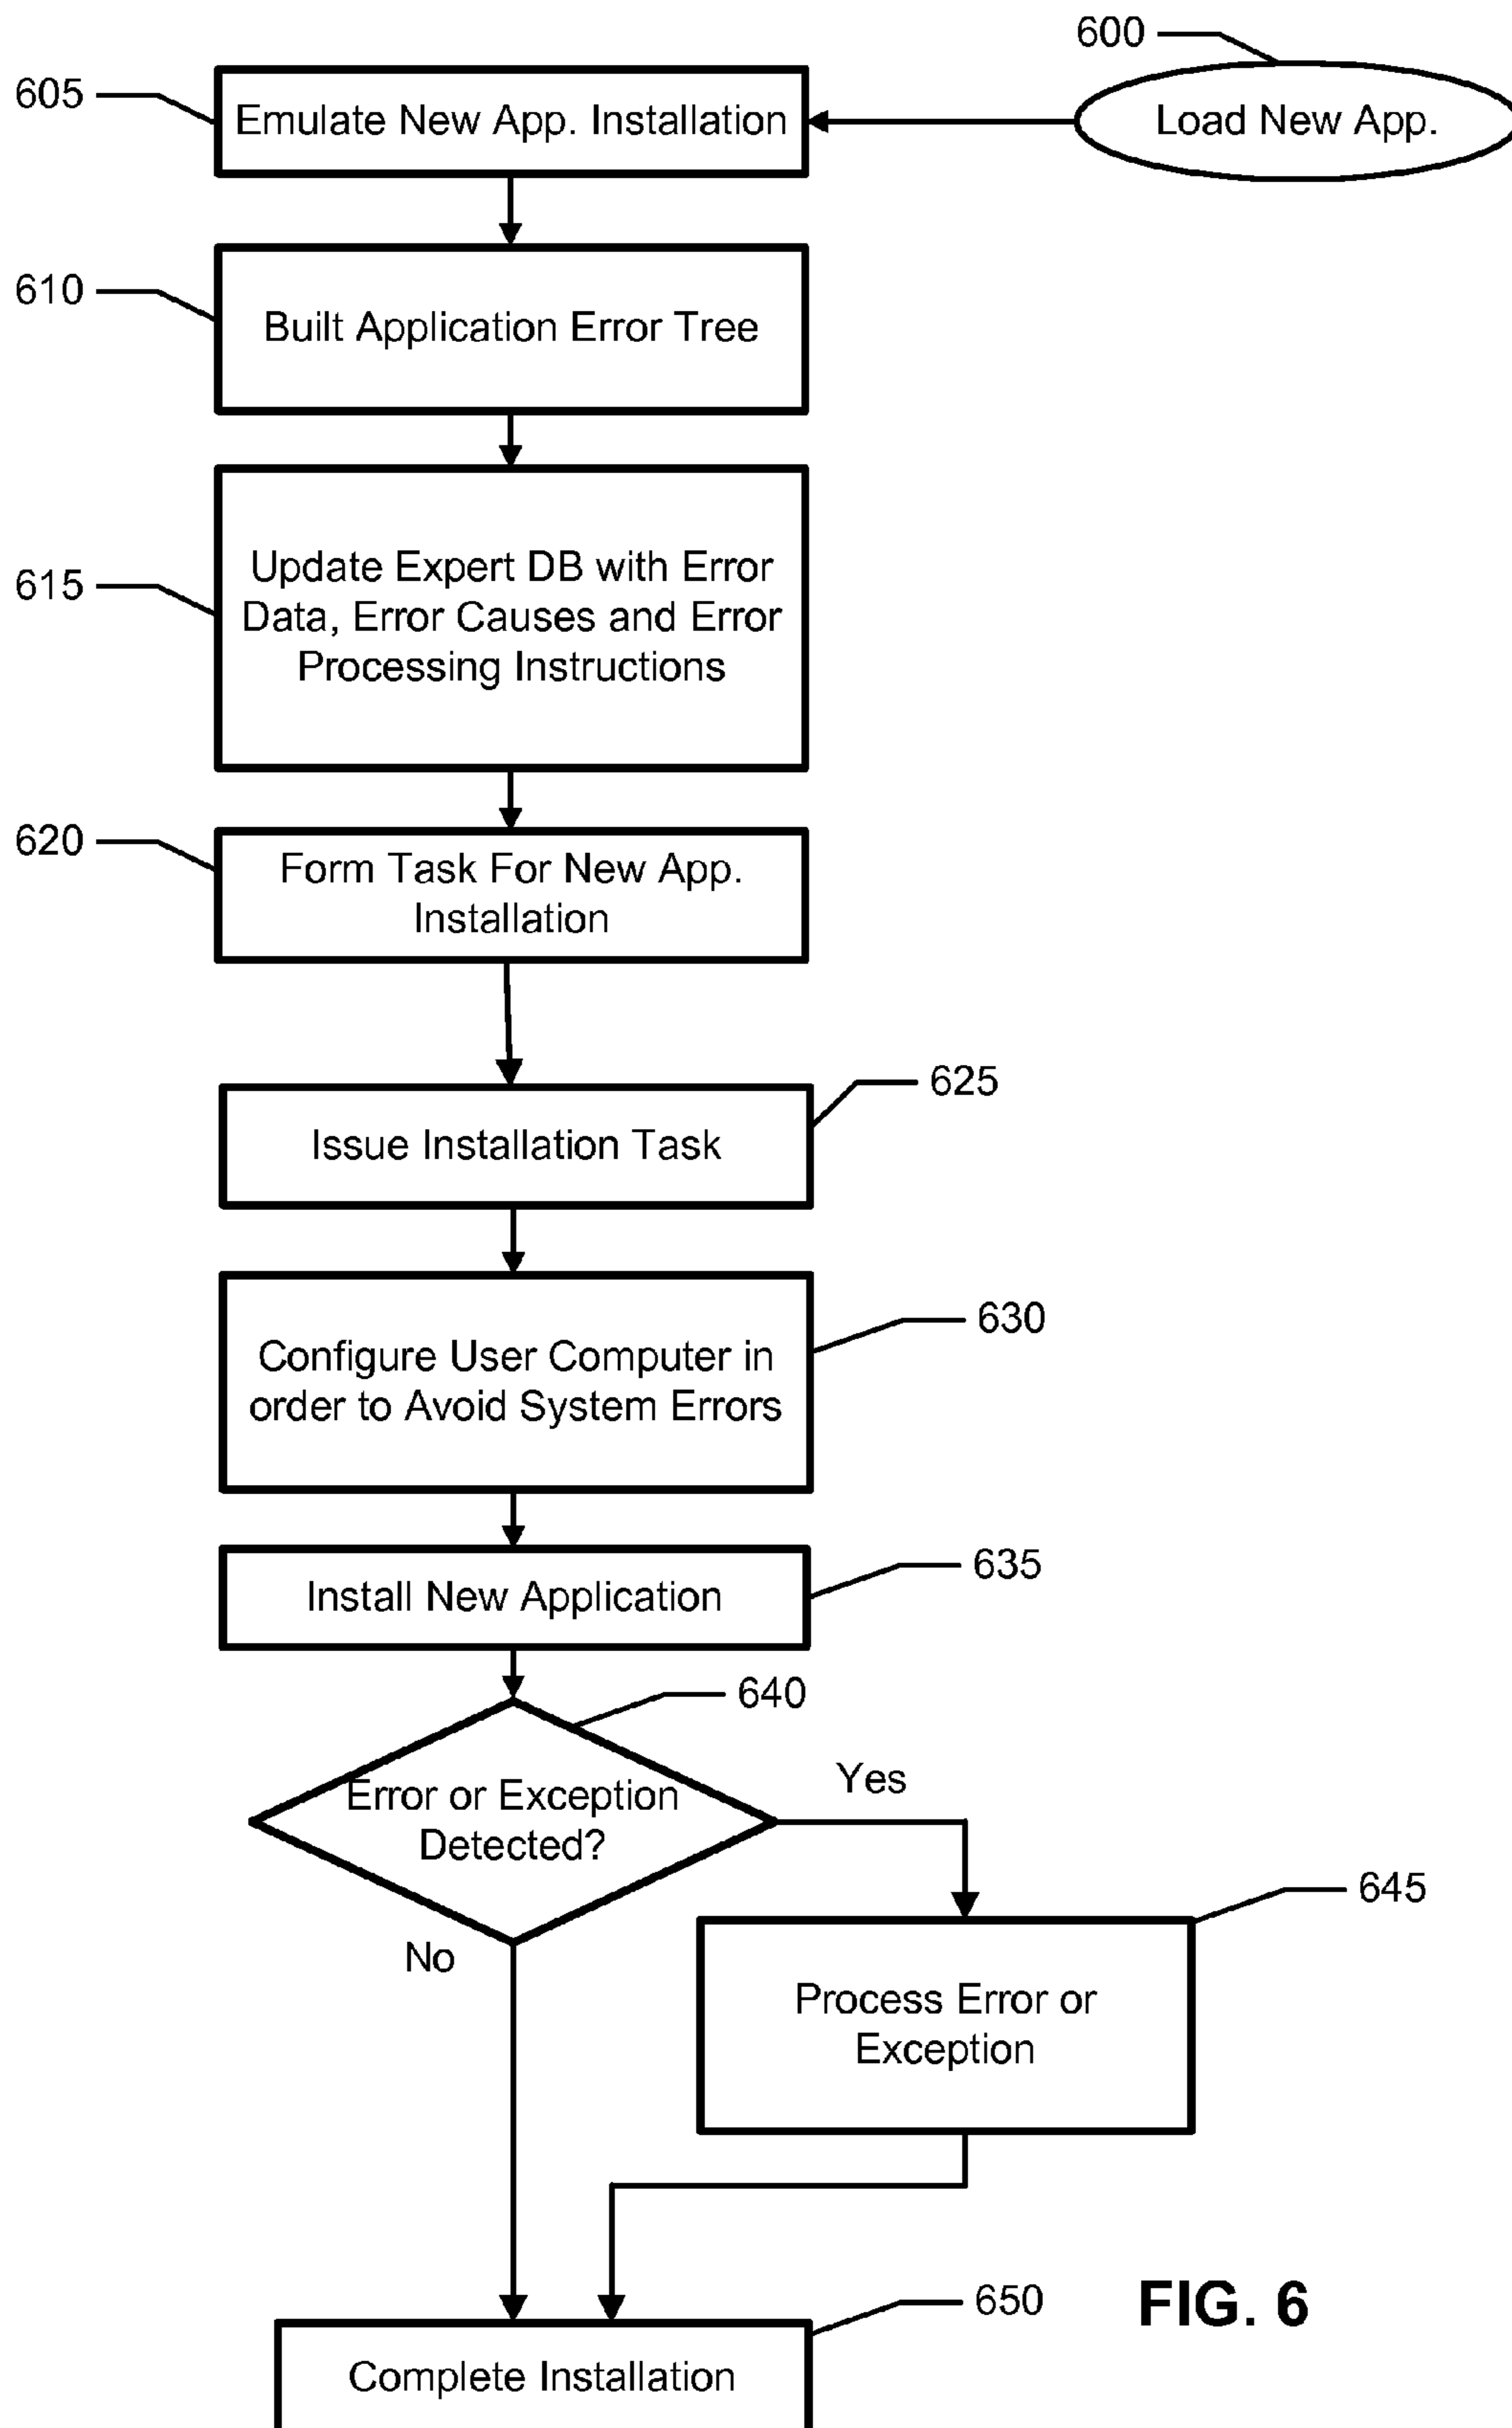 600
Load New App.
605
Emulate New App. Installation
610
Built Application Error Tree
615
Update Expert DB with Error
Data, Error Causes and Error
Processing Instructions
620
Form Task For New App.
Installation
625
Issue Installation Task
630
Configure User Computer in
order to Avoid System Errors
635
Install New Application
640
Error or Exception
Detected?
Yes
No
645
Process Error or
Exception
650
Complete Installation
FIG. 6